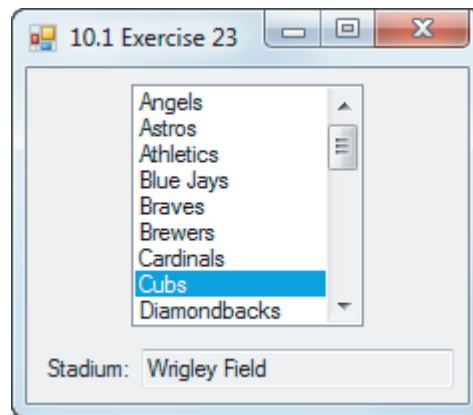 10.1 Exercise 23
Angels
Astros
Athletics
Blue Jays
Braves
Brewers
Cardinals
Cubs
Diamondbacks
Stadium: Wrigley Field